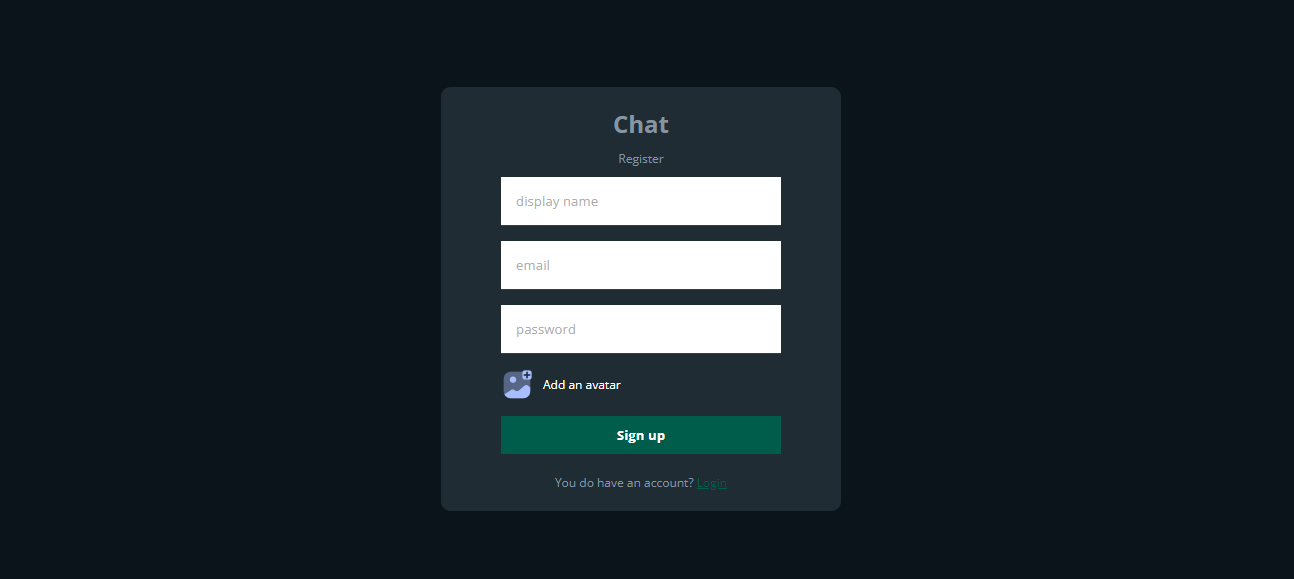 Chat
Register
display name
email
password
Add an avatar
Sign up
You do have an account? Login